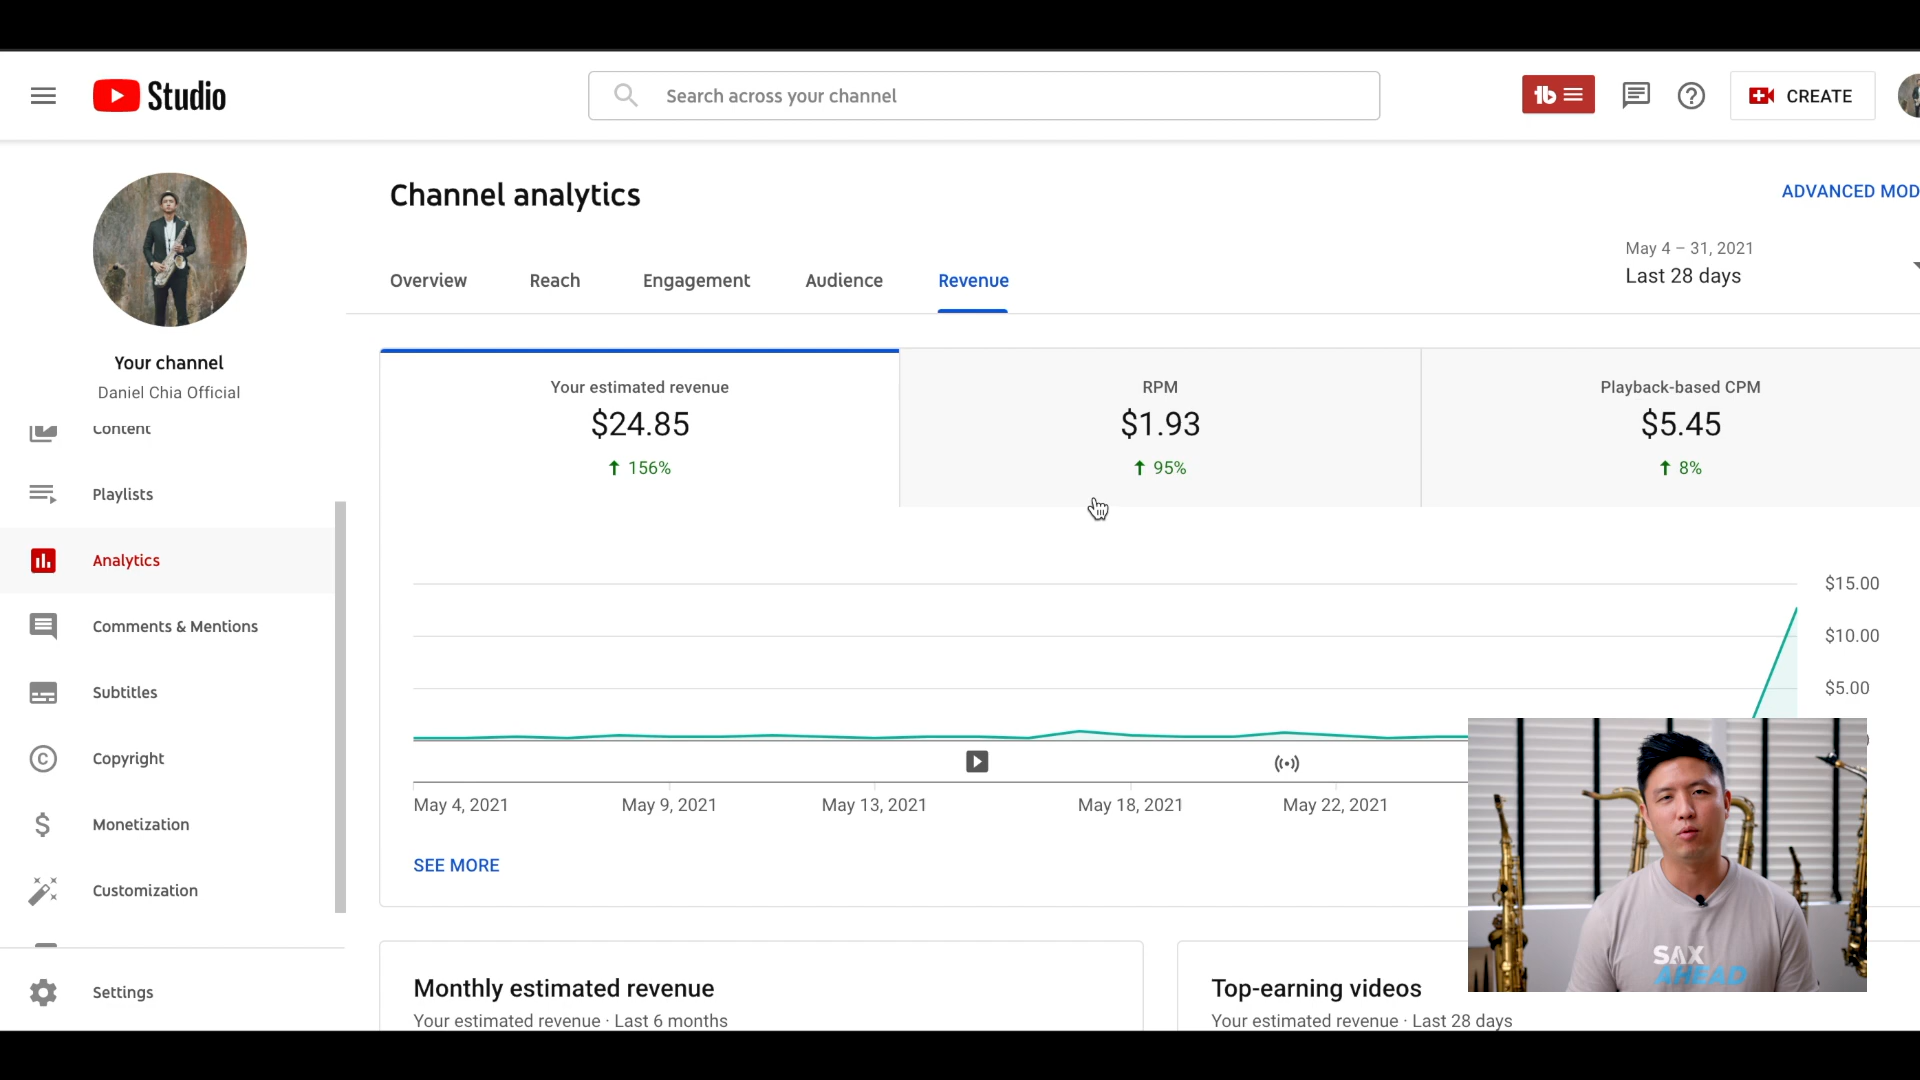 Studio
Search across your channel
CREATE
Channel analytics
ADVANCED MOD
May 4 – 31, 2021
Last 28 days
Overview
Reach
Engagement
Audience
Revenue
Your channel
Daniel Chia Official
Content
Playlists
Analytics
Comments & Mentions
Subtitles
Copyright
Monetization
Customization
Settings
Your estimated revenue
$24.85
156%
RPM
$1.93
95%
Playback-based CPM
$5.45
8%
$15.00
$10.00
$5.00
May 4, 2021
May 9, 2021
May 13, 2021
May 18, 2021
May 22, 2021
SEE MORE
Monthly estimated revenue
Your estimated revenue · Last 6 months
Top-earning videos
Your estimated revenue · Last 28 days
SAX
AHEAD